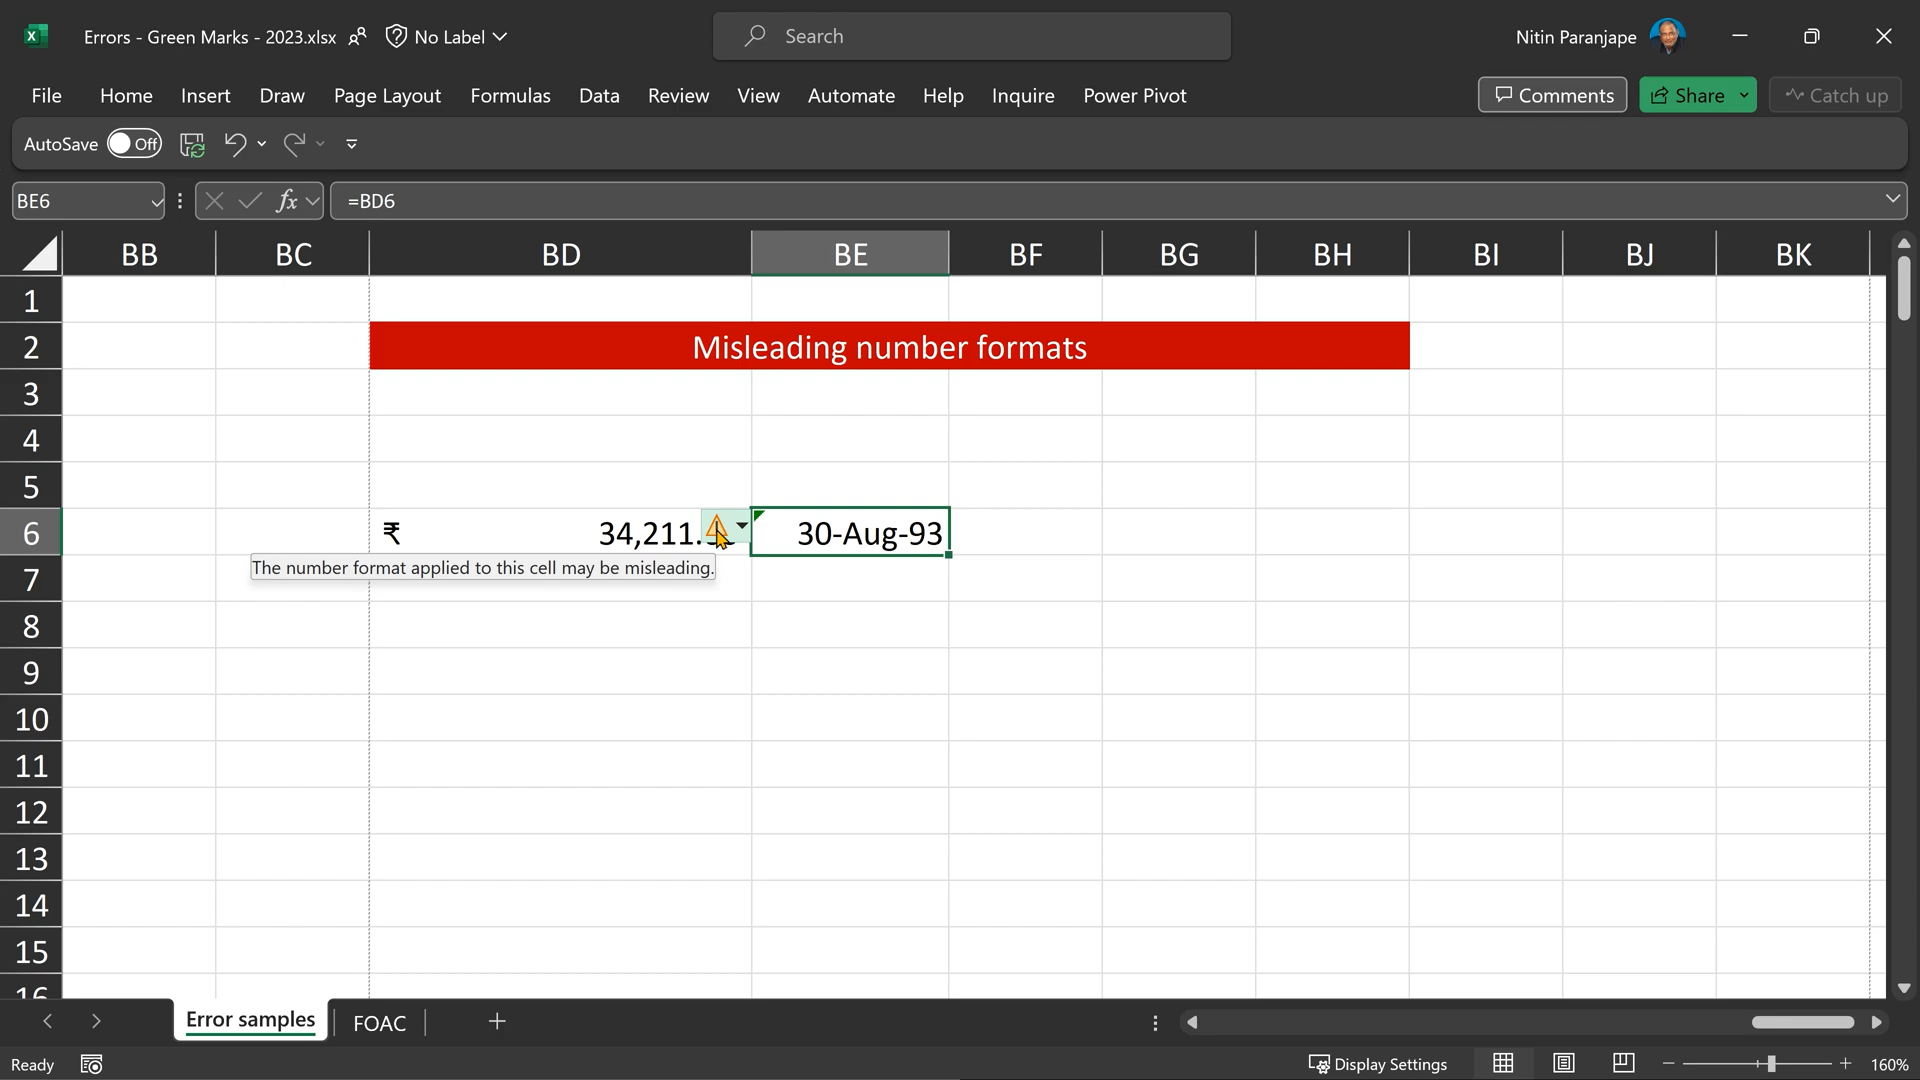 Errors - Green Marks - 2023.xlsx No Label Search Nitin Paranjape
File Home Insert Draw Page Layout Formulas Data Review View Automate Help Inquire Power Pivot Comments Share Catch up
AutoSave Off
BE6 fx =BD6
BB BC BD BE BF BG BH BI BJ BK
1
2 Misleading number formats
3
4
5
6 ₹ 34,211. 30-Aug-93
The number format applied to this cell may be misleading.
7
8
9
10
11
12
13
14
15
16
Error samples FOAC
Ready Display Settings 160%